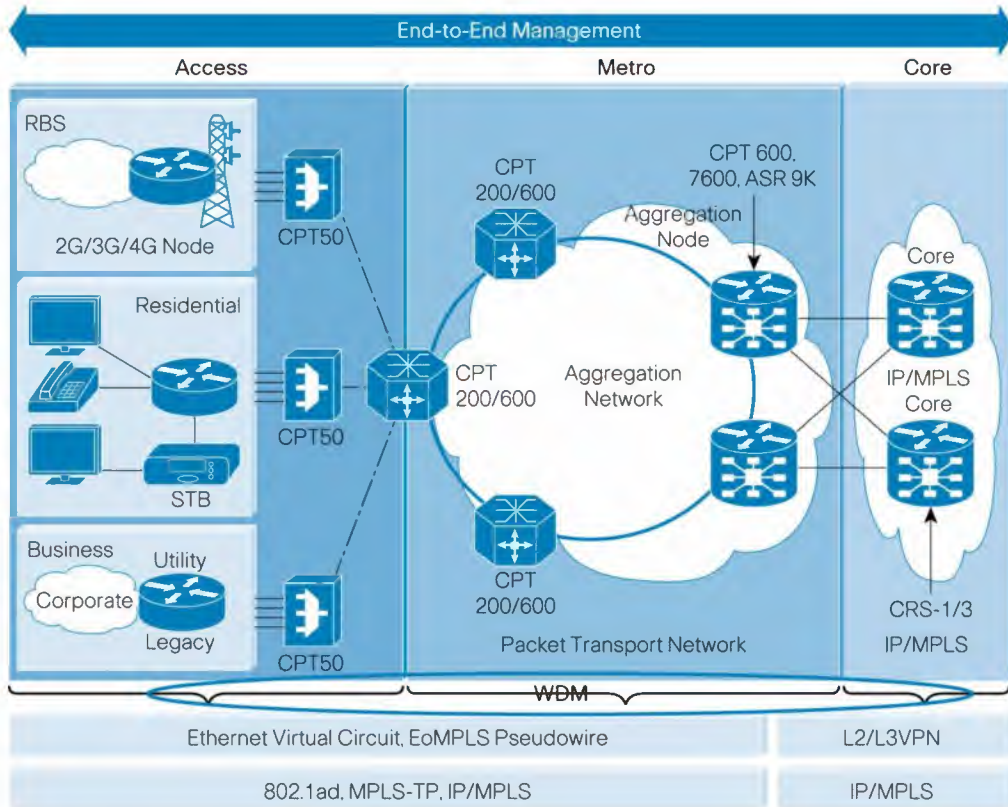 End-to-End Management
Access
Metro
Core
RBS
2G/3G/4G Node
CPT50
Residential
STB
CPT50
Business
Corporate
Utility
Legacy
CPT50
CPT
200/600
CPT
200/600
CPT
200/600
CPT 600,
7600, ASR 9K
Aggregation
Node
Aggregation
Network
Packet Transport Network
Core
IP/MPLS
Core
CRS-1/3
IP/MPLS
WDM
Ethernet Virtual Circuit, EoMPLS Pseudowire
L2/L3VPN
802.1ad, MPLS-TP, IP/MPLS
IP/MPLS